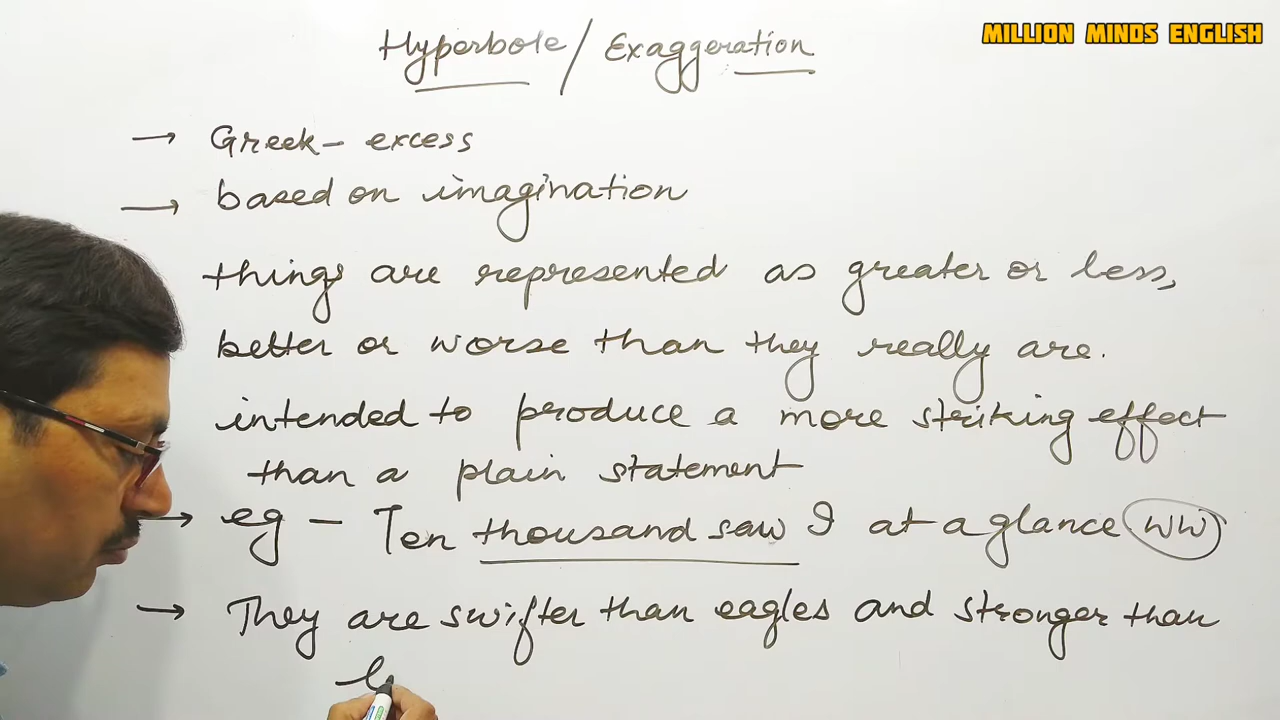 MILLION MINDS ENGLISH
Hyperbole / Exaggeration
→ Greek - excess
→ based on imagination
things are represented as greater or less,
better or worse than they really are.
intended to produce a more striking effect
than a plain statement
→ eg - Ten thousand saw I at a glance WW
→ They are swifter than eagles and stronger than